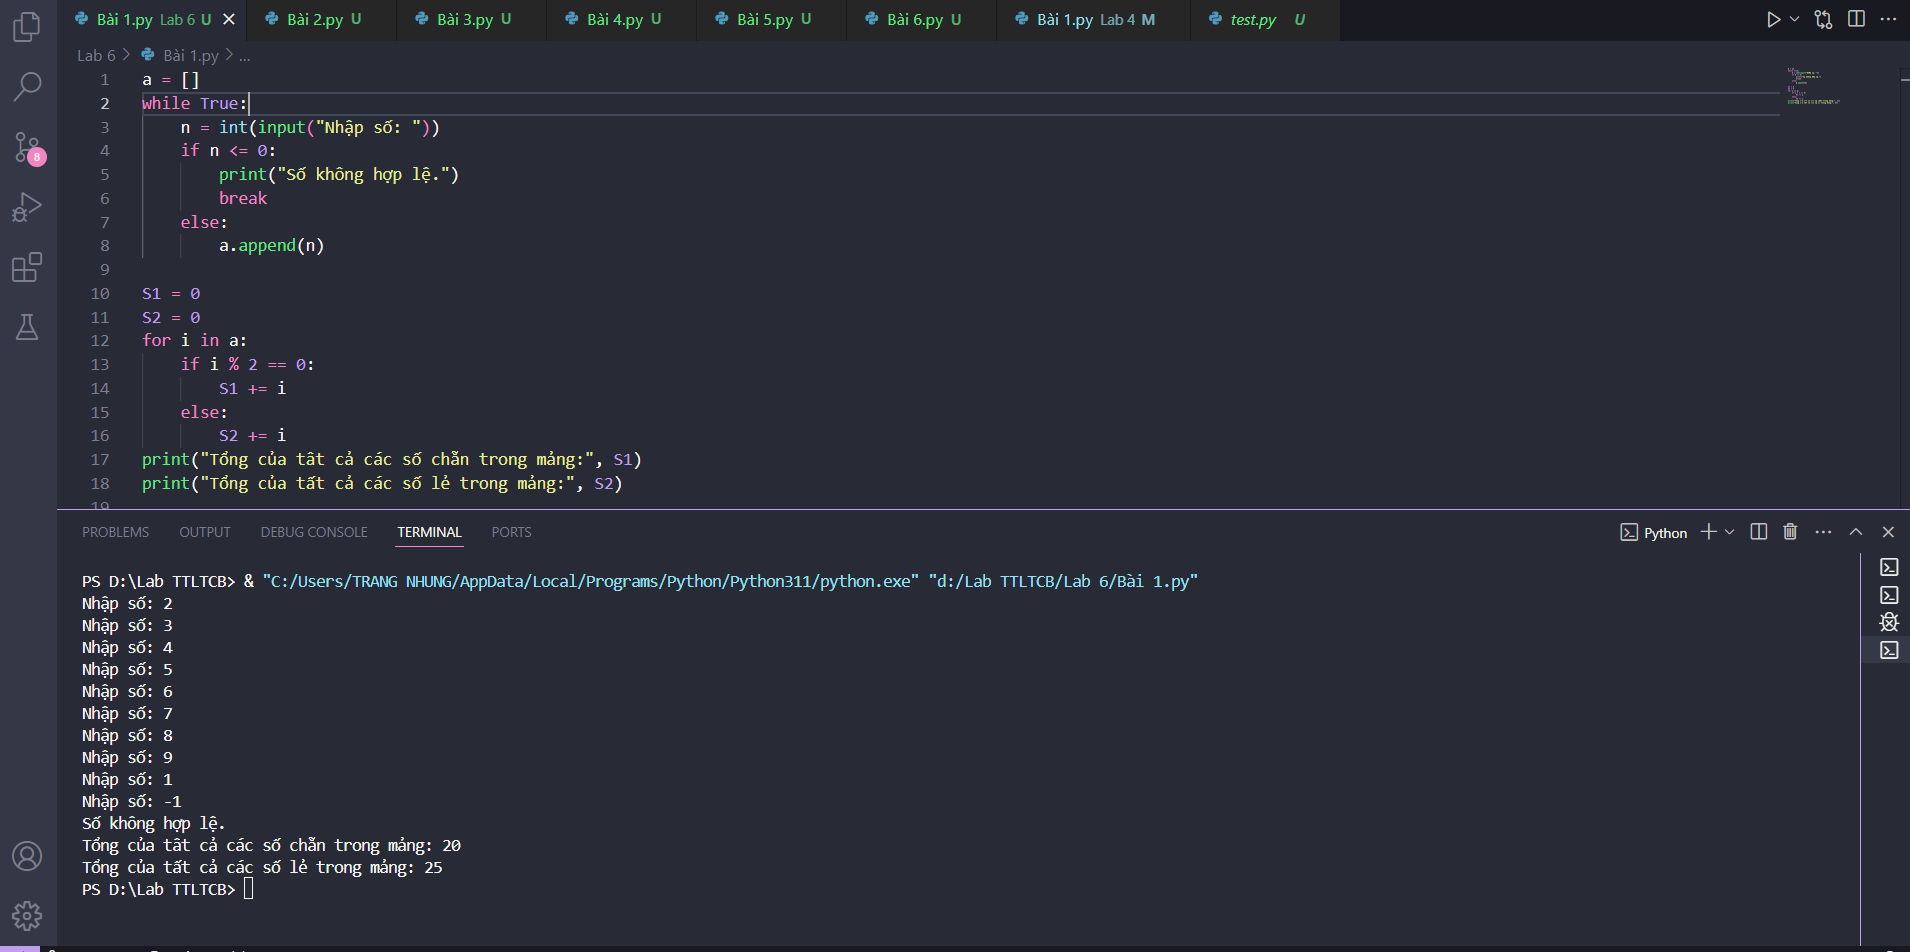 Bài 1.py Lab 6 U Bài 2.py U Bài 3.py U Bài 4.py U Bài 5.py U Bài 6.py U Bài 1.py Lab 4 M test.py U
Lab 6 > Bài 1.py > ...
1 a = []
2 while True:
3 n = int(input("Nhập số: "))
4 if n <= 0:
5 print("Số không hợp lệ.")
6 break
7 else:
8 a.append(n)
9
10 S1 = 0
11 S2 = 0
12 for i in a:
13 if i % 2 == 0:
14 S1 += i
15 else:
16 S2 += i
17 print("Tổng của tât cả các số chẵn trong mảng:", S1)
18 print("Tổng của tất cả các số lẻ trong mảng:", S2)
19
8
PROBLEMS OUTPUT DEBUG CONSOLE TERMINAL PORTS
Python
PS D:\Lab TTLTCB> & "C:/Users/TRANG NHUNG/AppData/Local/Programs/Python/Python311/python.exe" "d:/Lab TTLTCB/Lab 6/Bài 1.py"
Nhập số: 2
Nhập số: 3
Nhập số: 4
Nhập số: 5
Nhập số: 6
Nhập số: 7
Nhập số: 8
Nhập số: 9
Nhập số: 1
Nhập số: -1
Số không hợp lệ.
Tổng của tât cả các số chẵn trong mảng: 20
Tổng của tất cả các số lẻ trong mảng: 25
PS D:\Lab TTLTCB>